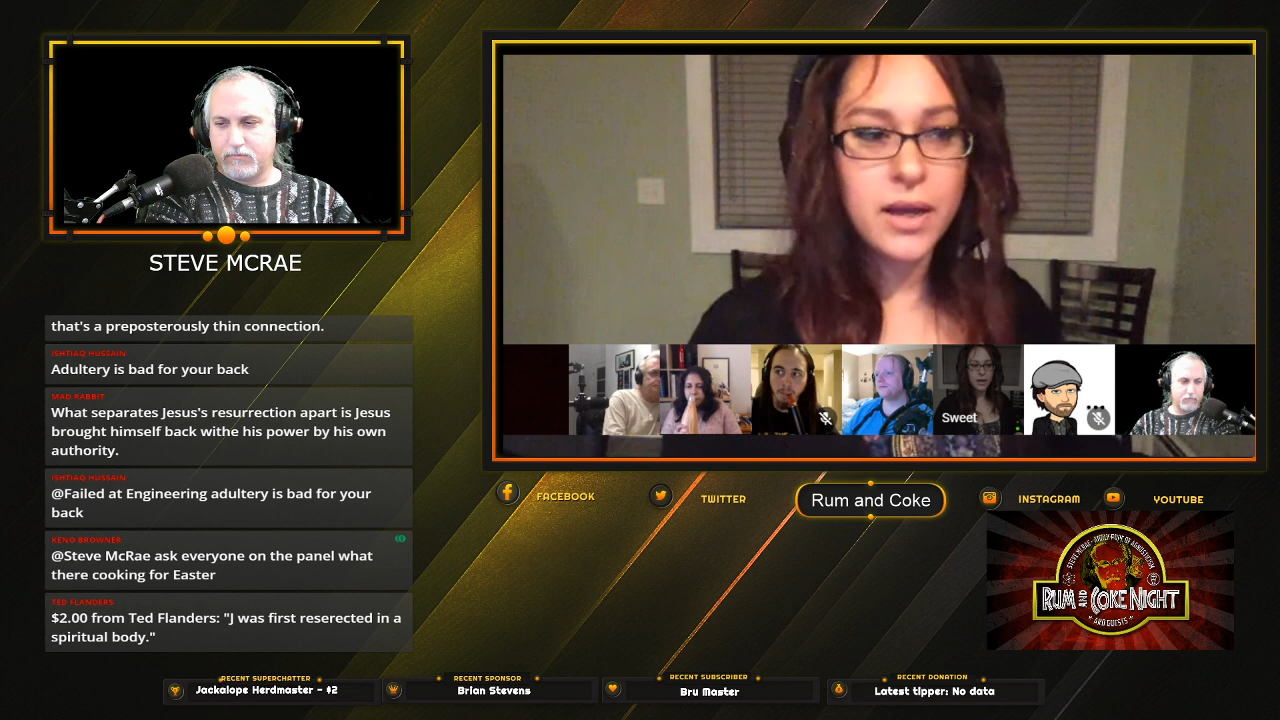 STEVE MCRAE
that's a preposterously thin connection.
ISHTIAQ HUSSAIN
Adultery is bad for your back
MAD RABBIT
What separates Jesus's resurrection apart is Jesus
brought himself back withe his power by his own
authority.
ISHTIAQ HUSSAIN
@Failed at Engineering adultery is bad for your
back
KENO BROWNER
@Steve McRae ask everyone on the panel what
there cooking for Easter
TED FLANDERS
$2.00 from Ted Flanders: "J was first reserected in a
spiritual body."
Sweet
FACEBOOK
TWITTER
Rum and Coke
INSTAGRAM
YOUTUBE
RUM AND COKE NIGHT
AND GUESTS
RECENT SUPERCHATTER
Jackalope Herdmaster - $2
RECENT SPONSOR
Brian Stevens
RECENT SUBSCRIBER
Bru Master
RECENT DONATION
Latest tipper: No data